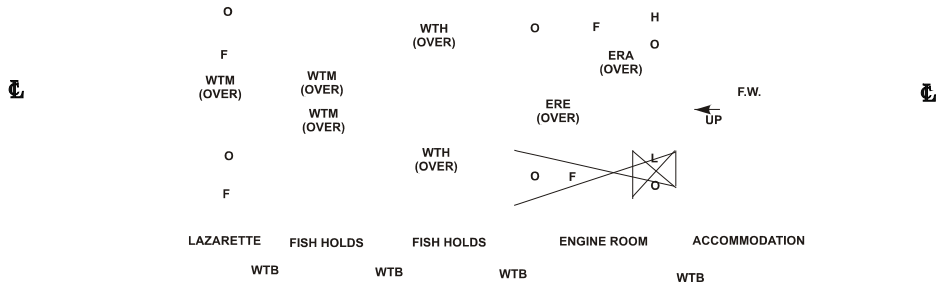 O
H
WTH
(OVER)
O
F
O
F
ERA
(OVER)
WTM
(OVER)
WTM
(OVER)
℄
F.W.
℄
ERE
(OVER)
WTM
(OVER)
UP
O
WTH
(OVER)
L
O
F
O
F
LAZARETTE
FISH HOLDS
FISH HOLDS
ENGINE ROOM
ACCOMMODATION
WTB
WTB
WTB
WTB